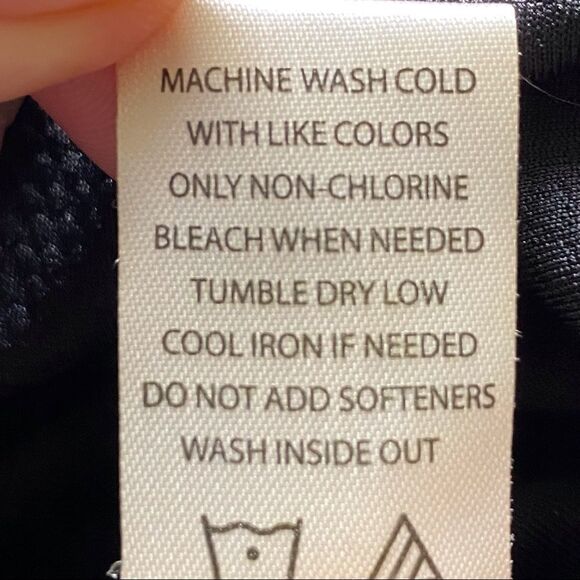 MACHINE WASH COLD
WITH LIKE COLORS
ONLY NON-CHLORINE
BLEACH WHEN NEEDED
TUMBLE DRY LOW
COOL IRON IF NEEDED
DO NOT ADD SOFTENERS
WASH INSIDE OUT